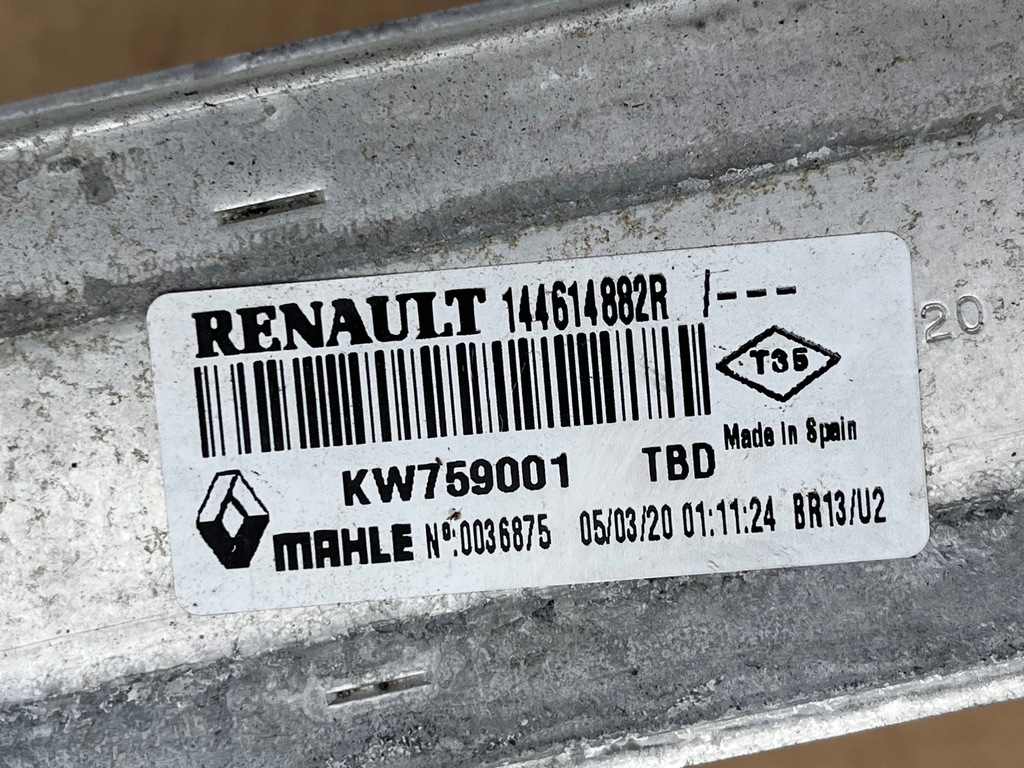 RENAULT 144614882R /---
T35
Made in Spain
KW759001 TBD
MAHLE Nº:0036875 05/03/20 01:11:24 BR13/U2
20